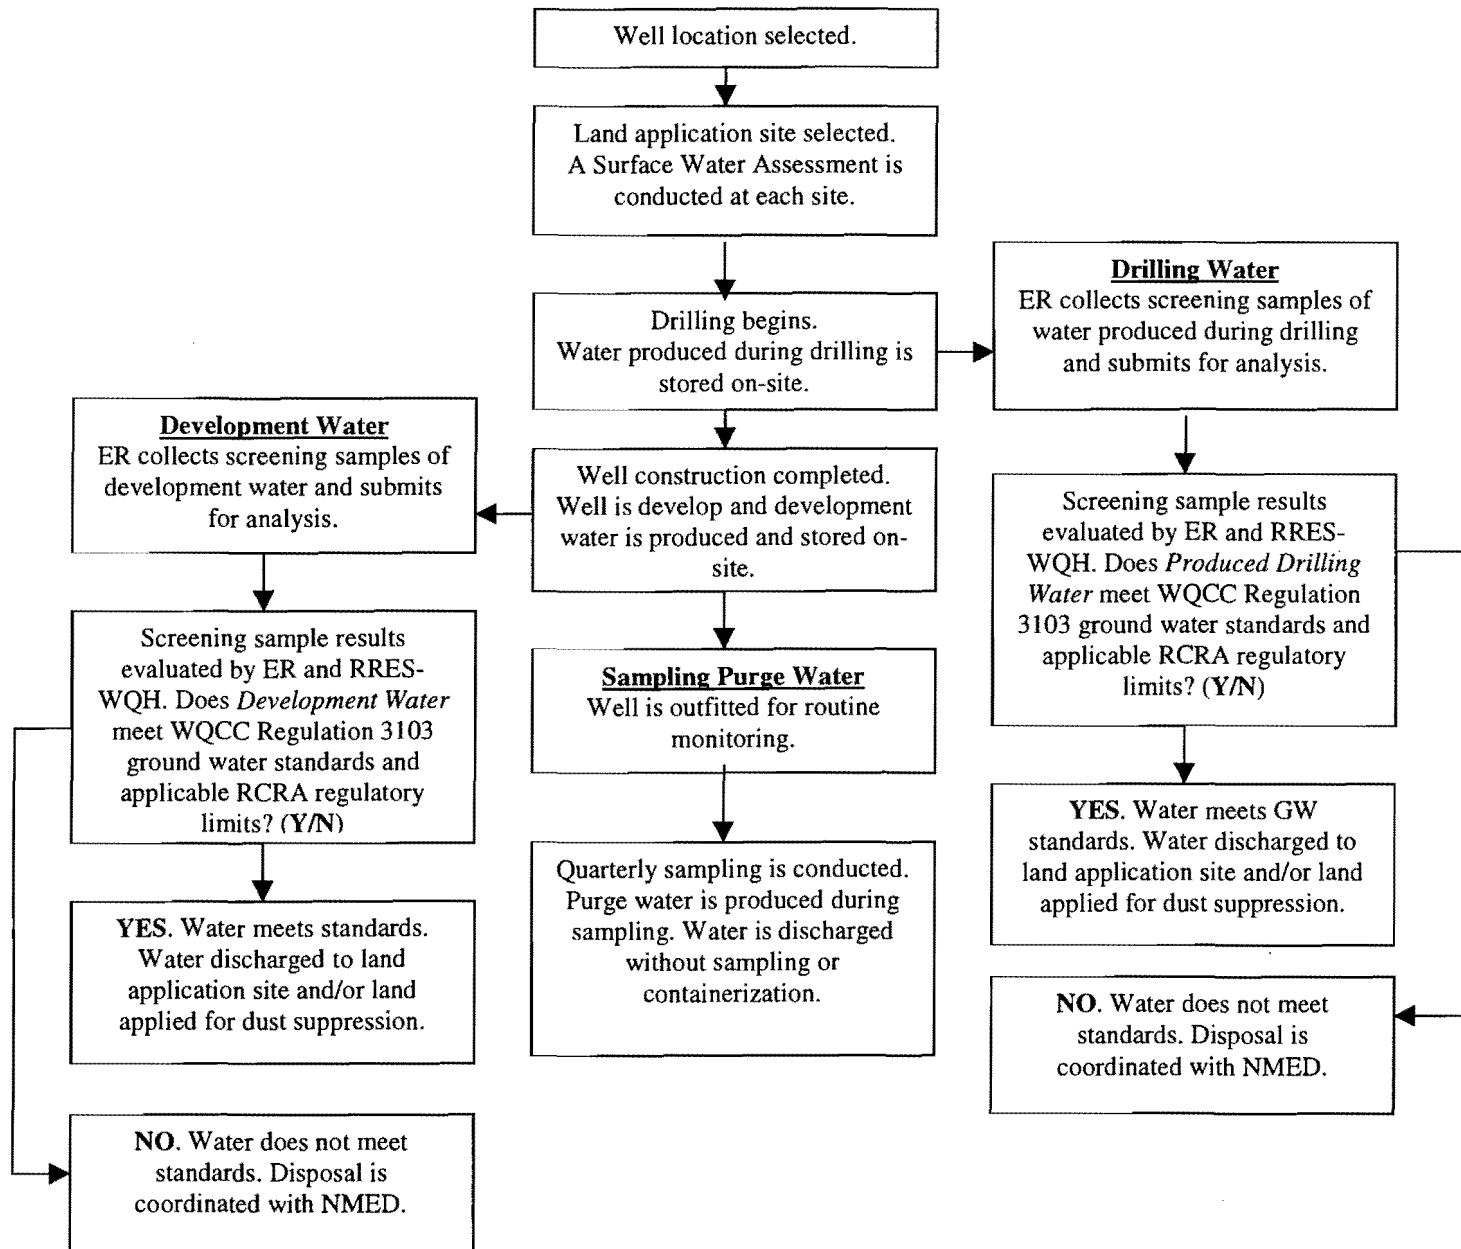 Well location selected.
Land application site selected.
A Surface Water Assessment is
conducted at each site.
Drilling begins.
Water produced during drilling is
stored on-site.
Drilling Water
ER collects screening samples of
water produced during drilling
and submits for analysis.
Development Water
ER collects screening samples of
development water and submits
for analysis.
Well construction completed.
Well is develop and development
water is produced and stored on-
site.
Screening sample results
evaluated by ER and RRES-
WQH. Does Produced Drilling
Water meet WQCC Regulation
3103 ground water standards and
applicable RCRA regulatory
limits? (Y/N)
Screening sample results
evaluated by ER and RRES-
WQH. Does Development Water
meet WQCC Regulation 3103
ground water standards and
applicable RCRA regulatory
limits? (Y/N)
Sampling Purge Water
Well is outfitted for routine
monitoring.
YES. Water meets GW
standards. Water discharged to
land application site and/or land
applied for dust suppression.
Quarterly sampling is conducted.
Purge water is produced during
sampling. Water is discharged
without sampling or
containerization.
YES. Water meets standards.
Water discharged to land
application site and/or land
applied for dust suppression.
NO. Water does not meet
standards. Disposal is
coordinated with NMED.
NO. Water does not meet
standards. Disposal is
coordinated with NMED.